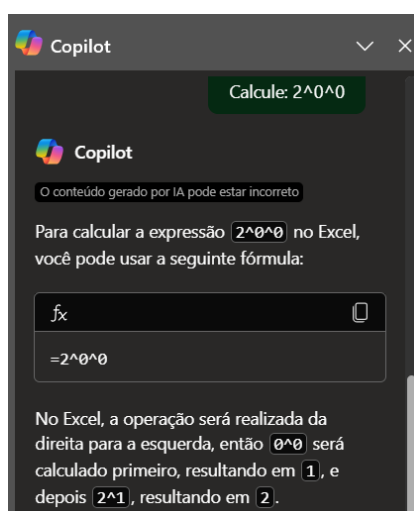 Copilot
Calcule: 2^0^0
Copilot
O conteúdo gerado por IA pode estar incorreto
Para calcular a expressão 2^0^0 no Excel,
você pode usar a seguinte fórmula:
fx
=2^0^0
No Excel, a operação será realizada da
direita para a esquerda, então 0^0 será
calculado primeiro, resultando em 1, e
depois 2^1, resultando em 2.